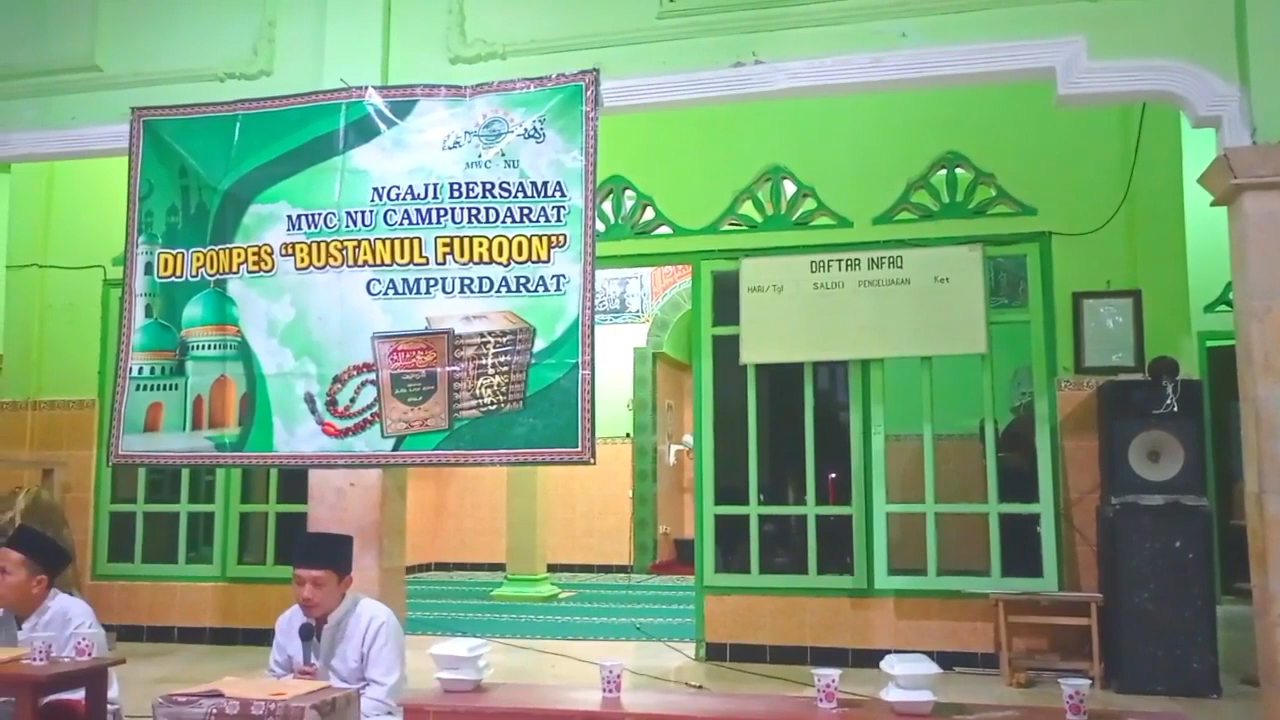 MWC - NU
NGAJI BERSAMA
MWC NU CAMPURDARAT
DI PONPES “BUSTANUL FURQON”
CAMPURDARAT
DAFTAR INFAQ
HARI/Tgl SALDO PENGELUARAN Ket